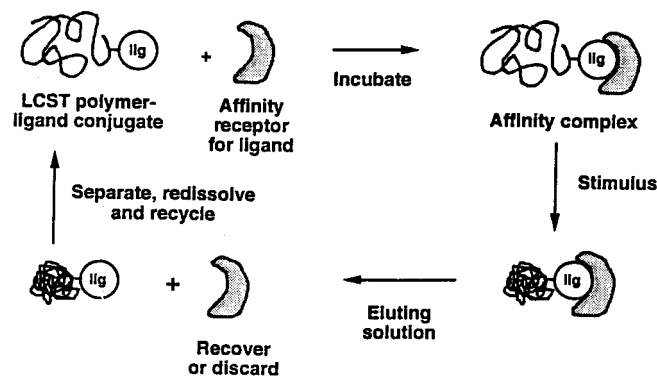 lig
+
LCST polymer-
ligand conjugate
Affinity
receptor
for ligand
Incubate
lig
Affinity complex
Stimulus
Separate, redissolve
and recycle
lig
+
Recover
or discard
Eluting
solution
lig